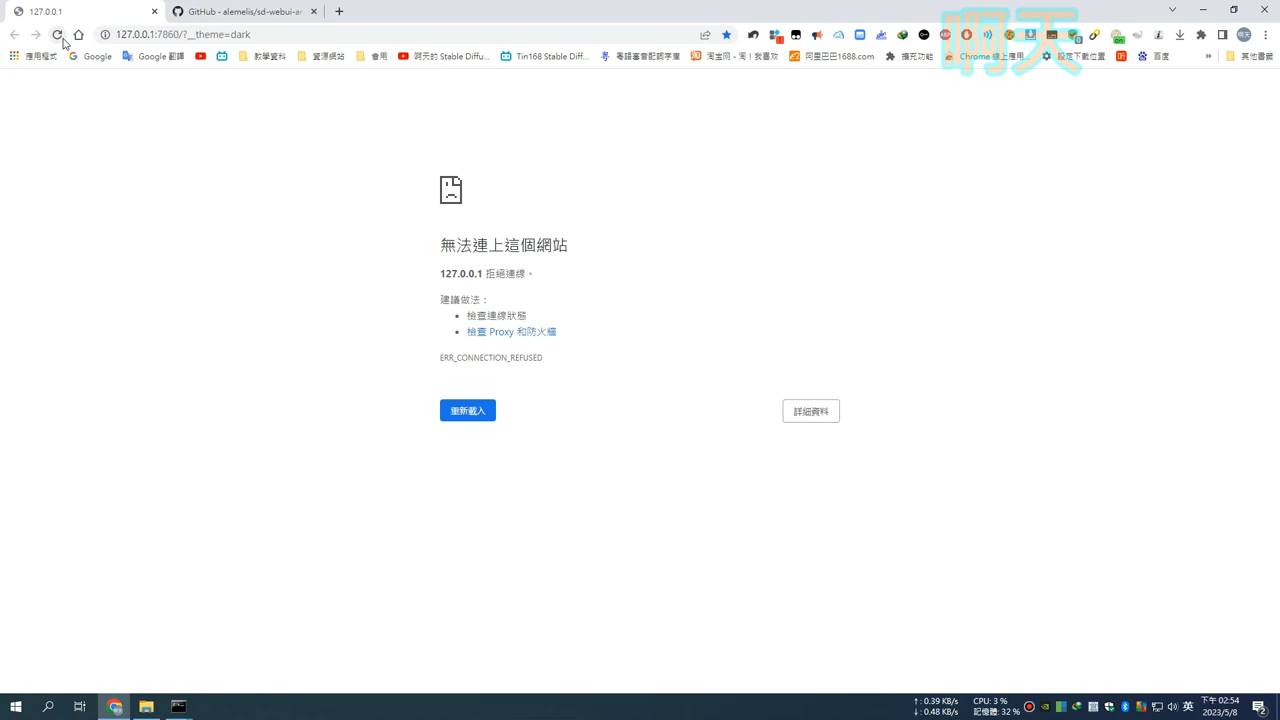 127.0.0.1
GitHub - alemelis/sd-webui-ar
127.0.0.1:7860/?__theme=dark
啊天
應用程式
Google
Google 翻譯
教學資料
資源網站
會用
啊天的 Stable Diffu...
Tin168 Stable Diff...
粵語審音配詞字庫
淘宝网 - 淘！我喜欢
阿里巴巴1688.com
擴充功能
Chrome 線上應用...
設定下載位置
百度
»
其他書籤
無法連上這個網站
127.0.0.1 拒絕連線。
建議做法：
• 檢查連線狀態
• 檢查 Proxy 和防火牆
ERR_CONNECTION_REFUSED
重新載入
詳細資料
↑: 0.39 KB/s
↓: 0.48 KB/s
CPU: 3 %
記憶體: 32 %
英
下午 02:54
2023/5/8